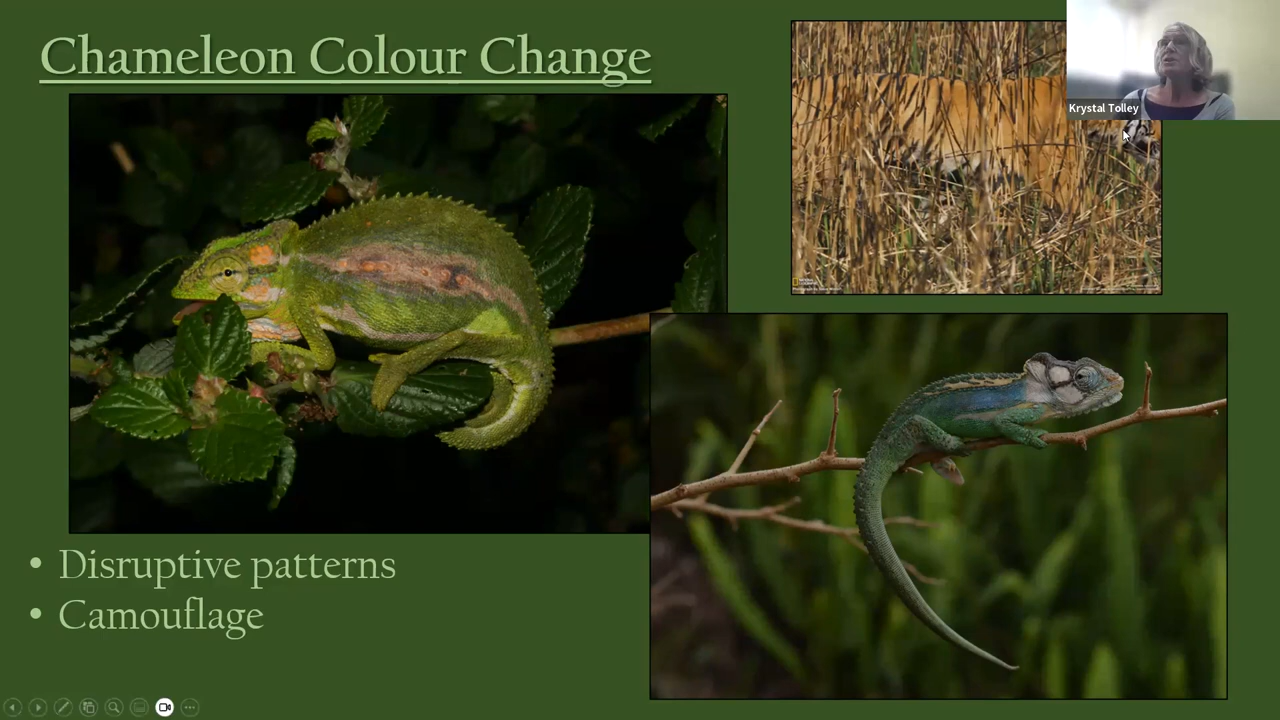 Chameleon Colour Change
Krystal Tolley
• Disruptive patterns
• Camouflage